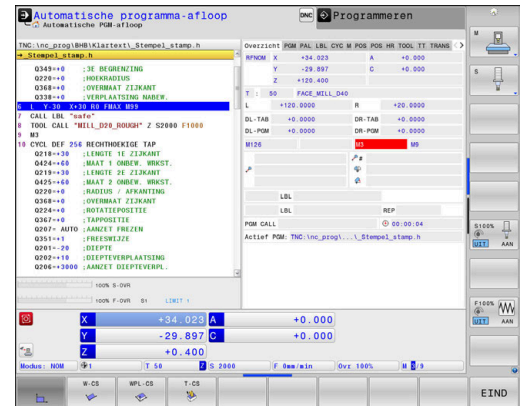 Automatische programma-afloop
Automatische PGM-afloop
DNC
Programmeren
TNC:\nc_prog\BHB\Klartext\_Stempel_stamp.h
→_Stempel_stamp.h
Q349=+0 ;3E BEGRENZING
Q220=+0 ;HOEKRADIUS
Q368=+0 ;OVERMAAT ZIJKANT
Q338=+0 ;VERPLAATSING NABEW.
6 L Y-30 X+30 R0 FMAX M99
7 CALL LBL "safe"
8 TOOL CALL "MILL_D20_ROUGH" Z S2000 F1000
9 M3
10 CYCL DEF 256 RECHTHOEKIGE TAP
Q218=+30 ;LENGTE 1E ZIJKANT
Q424=+60 ;MAAT 1 ONBEW. WRKST.
Q219=+30 ;LENGTE 2E ZIJKANT
Q425=+60 ;MAAT 2 ONBEW. WRKST.
Q220=+0 ;RADIUS / AFKANTING
Q368=+0 ;OVERMAAT ZIJKANT
Q224=+0 ;ROTATIEPOSITIE
Q367=+0 ;TAPPOSITIE
Q207= AUTO ;AANZET FREZEN
Q351=+1 ;FREESWIJZE
Q201=-20 ;DIEPTE
Q202=+10 ;DIEPTEVERPLAATSING
Q206=+3000 ;AANZET DIEPTEVERPL.
100% S-OVR
100% F-OVR S1 LIMIT 1
Overzicht PGM PAL LBL CYC M POS POS HR TOOL TT TRANS
RFNOM X +34.023 A +0.000
Y -29.897 C +0.000
Z +120.400
T : 50 FACE_MILL_D40
L +120.0000 R +20.0000
DL-TAB +0.0000 DR-TAB +0.0000
DL-PGM +0.0000 DR-PGM +0.0000
M126 M3 M9
P#
LBL
LBL REP
PGM CALL 00:00:04
Actief PGM: TNC:\nc_prog\...\_Stempel_stamp.h
X +34.023 A +0.000
Y -29.897 C +0.000
Z +0.400
Modus: NOM 1 T 50 Z S 2000 F 0mm/min Ovr 100% M 3/9
M
S
S100%
UIT AAN
F100%
UIT AAN
W-CS WPL-CS T-CS
EIND